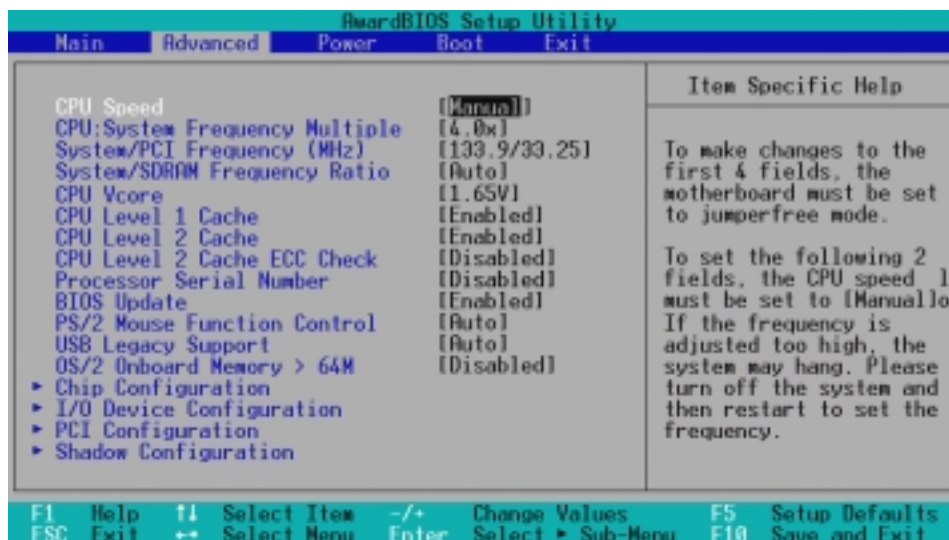 AwardBIOS Setup Utility
Main Advanced Power Boot Exit
Item Specific Help
CPU Speed [Manual]
CPU:System Frequency Multiple [4.0x]
System/PCI Frequency (MHz) [133.9/33.25]
System/SDRAM Frequency Ratio [Auto]
CPU Vcore [1.65V]
CPU Level 1 Cache [Enabled]
CPU Level 2 Cache [Enabled]
CPU Level 2 Cache ECC Check [Disabled]
Processor Serial Number [Disabled]
BIOS Update [Enabled]
PS/2 Mouse Function Control [Auto]
USB Legacy Support [Auto]
OS/2 Onboard Memory > 64M [Disabled]
► Chip Configuration
► I/O Device Configuration
► PCI Configuration
► Shadow Configuration
To make changes to the
first 4 fields, the
motherboard must be set
to jumperfree mode.
To set the following 2
fields, the CPU speed l
must be set to [Manual]o
If the frequency is
adjusted too high, the
system may hang. Please
turn off the system and
then restart to set the
frequency.
F1 Help ↑↓ Select Item -/+ Change Values F5 Setup Defaults
ESC Exit ↔ Select Menu Enter Select ► Sub-Menu F10 Save and Exit